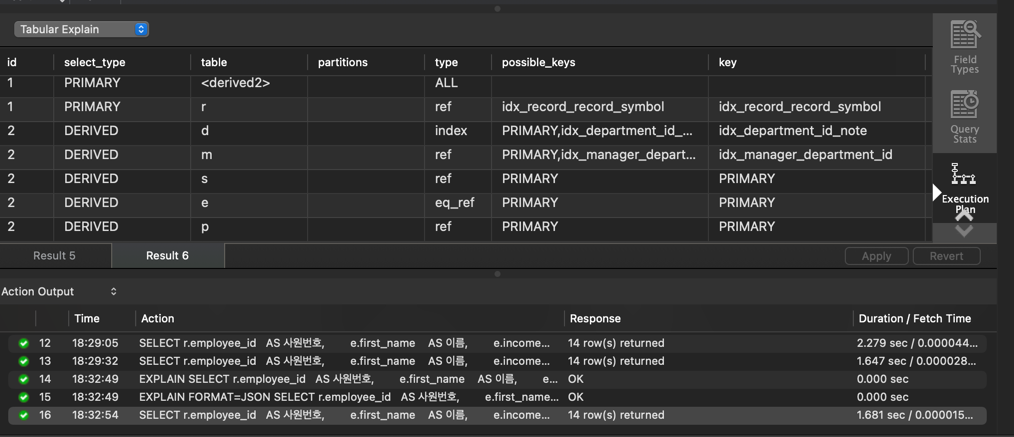 Tabular Explain
id select_type table partitions type possible_keys key
1 PRIMARY <derived2> ALL
1 PRIMARY r ref idx_record_record_symbol idx_record_record_symbol
2 DERIVED d index PRIMARY,idx_department_id_... idx_department_id_note
2 DERIVED m ref PRIMARY,idx_manager_depart... idx_manager_department_id
2 DERIVED s ref PRIMARY PRIMARY
2 DERIVED e eq_ref PRIMARY PRIMARY
2 DERIVED p ref PRIMARY PRIMARY
Field
Types
Query
Stats
Execution
Plan
Result 5 Result 6 Apply Revert
Action Output
Time Action Response Duration / Fetch Time
12 18:29:05 SELECT r.employee_id AS 사원번호, e.first_name AS 이름, e.income... 14 row(s) returned 2.279 sec / 0.000044...
13 18:29:32 SELECT r.employee_id AS 사원번호, e.first_name AS 이름, e.income... 14 row(s) returned 1.647 sec / 0.000028...
14 18:32:49 EXPLAIN SELECT r.employee_id AS 사원번호, e.first_name AS 이름, e... OK 0.000 sec
15 18:32:49 EXPLAIN FORMAT=JSON SELECT r.employee_id AS 사원번호, e.first_name... OK 0.000 sec
16 18:32:54 SELECT r.employee_id AS 사원번호, e.first_name AS 이름, e.income... 14 row(s) returned 1.681 sec / 0.000015...